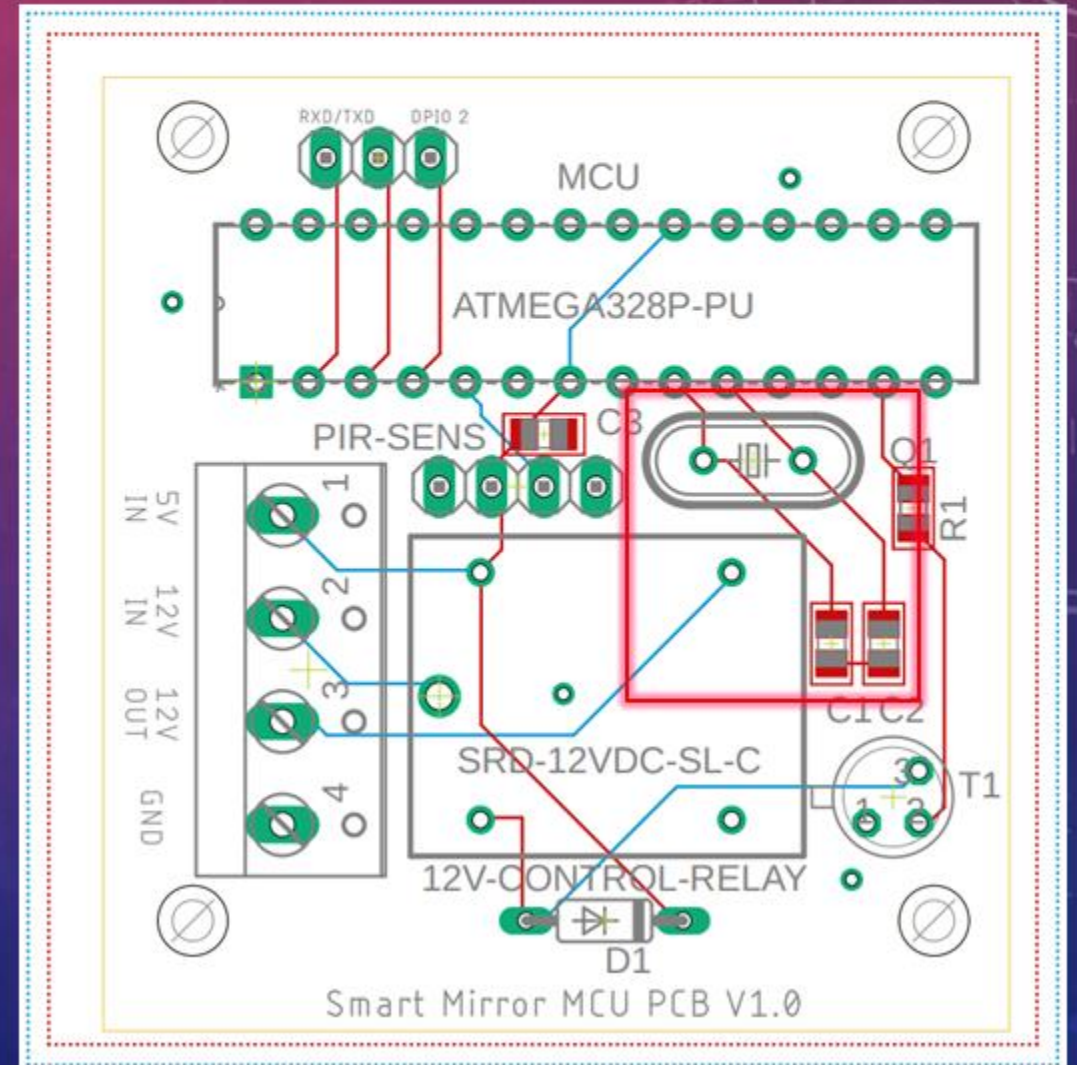 RXD/TXD DPIO 2
MCU
ATMEGA328P-PU
C3
PIR-SENS
Q1
R1
1
5V IN
2
12V IN
3
12V OUT
4
GND
C1 C2
SRD-12VDC-SL-C
3
T1
1 2
12V-CONTROL-RELAY
D1
Smart Mirror MCU PCB V1.0